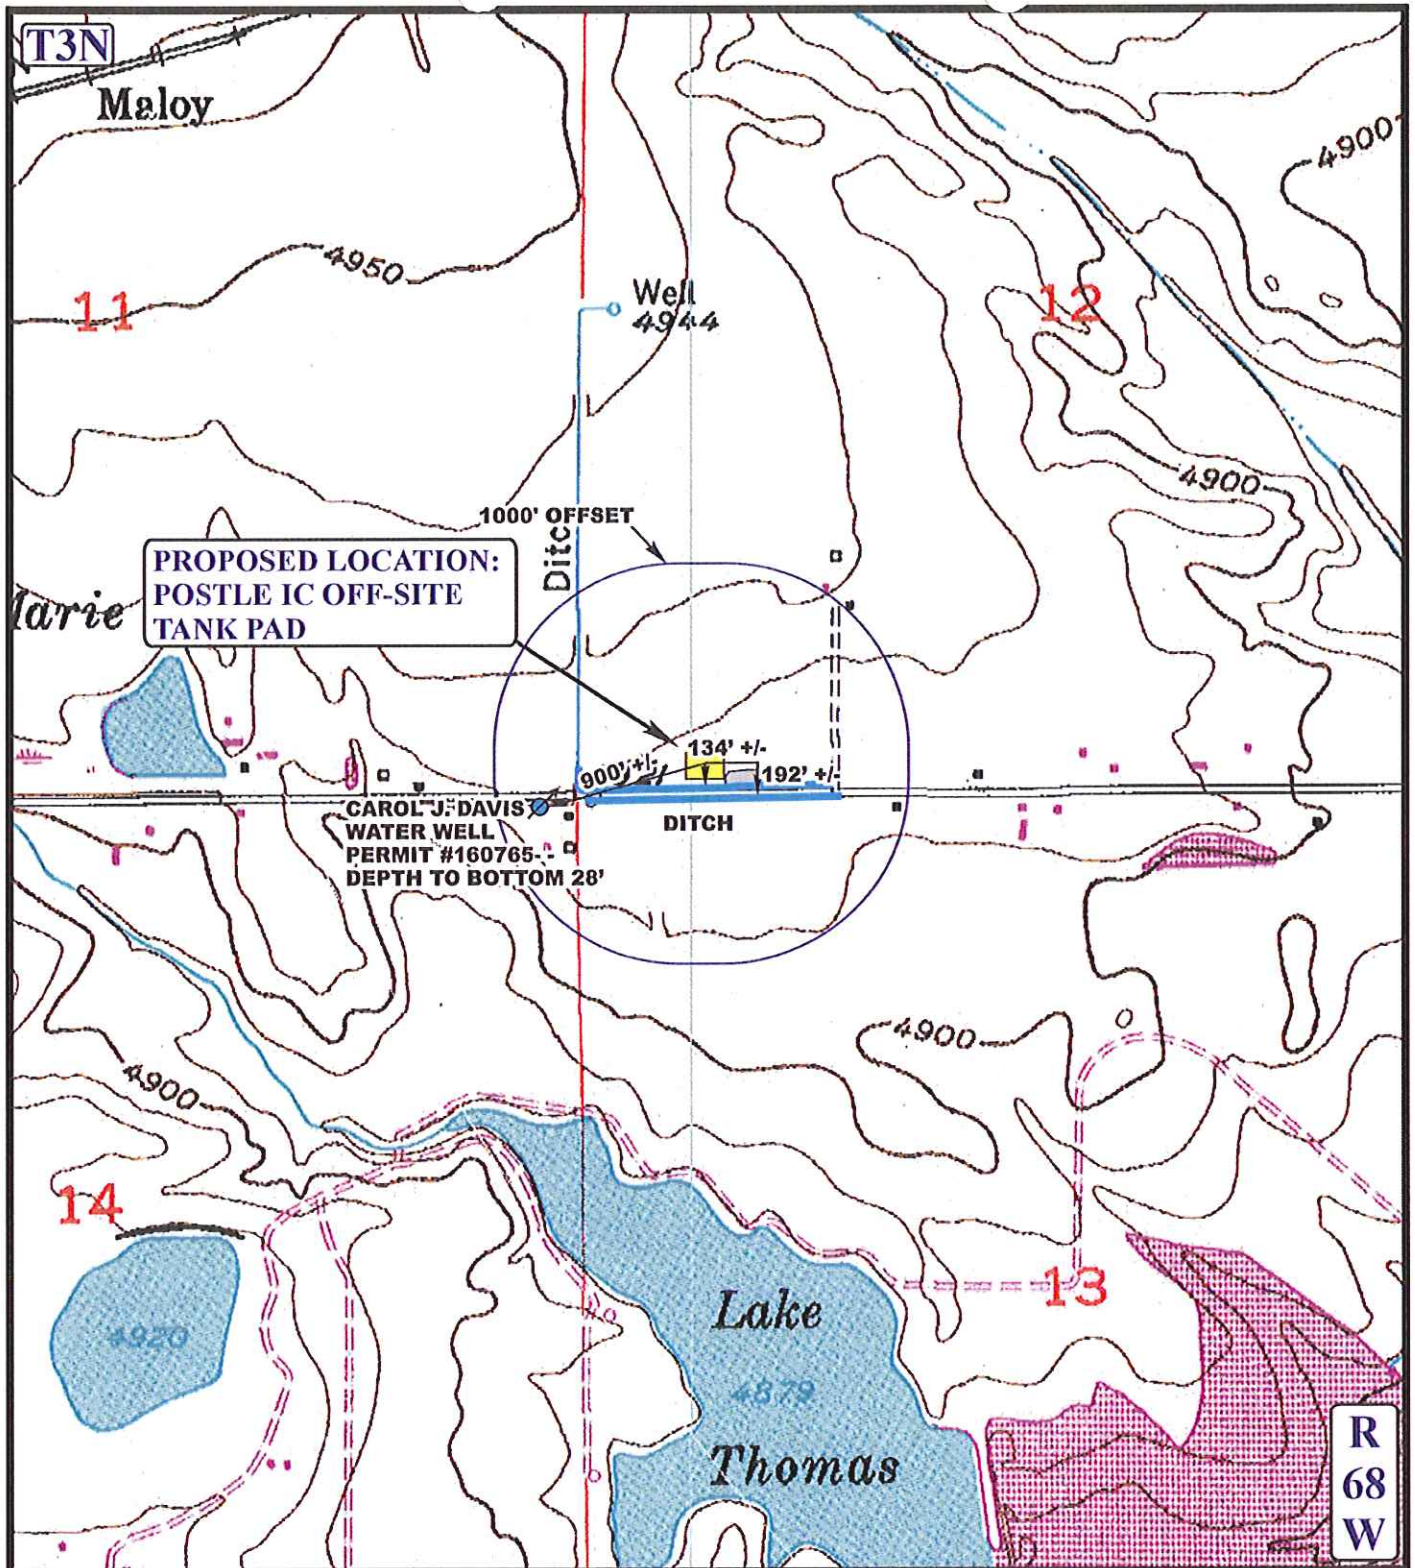 T3N
Maloy
4900
4950
11
Well
4944
12
4900
1000' OFFSET
Ditc
PROPOSED LOCATION:
POSTLE IC OFF-SITE
TANK PAD
arie
134' +/-
900' +/-
192' +/-
CAROL J. DAVIS
WATER WELL
PERMIT #160765- -
DEPTH TO BOTTOM 28'
DITCH
4900
4900
14
13
Lake
4920
4879
Thomas
R
68
W